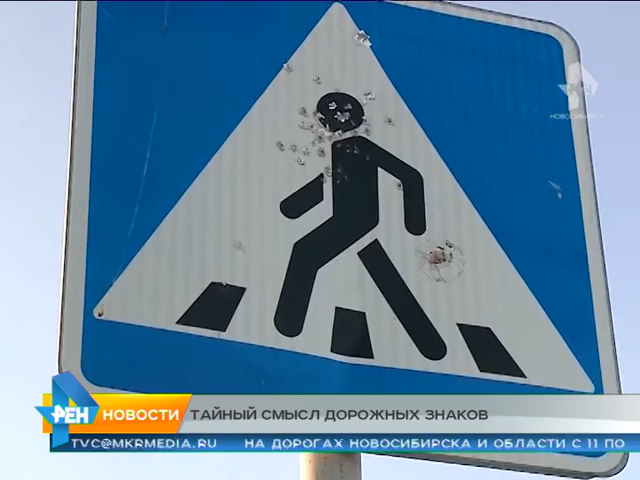 НОВОСИБИРСК
РЕН НОВОСТИ ТАЙНЫЙ СМЫСЛ ДОРОЖНЫХ ЗНАКОВ
TVC@MKRMEDIA.RU НА ДОРОГАХ НОВОСИБИРСКА И ОБЛАСТИ С 11 ПО